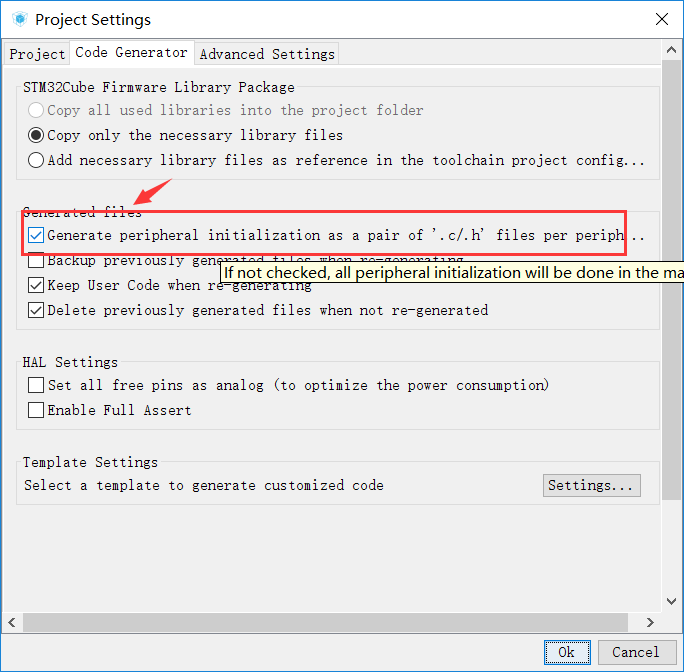 Project Settings
Project Code Generator Advanced Settings
STM32Cube Firmware Library Package
Copy all used libraries into the project folder
Copy only the necessary library files
Add necessary library files as reference in the toolchain project config...
Generated files
Generate peripheral initialization as a pair of '.c/.h' files per periph...
Backup previously generated files when re-generating
If not checked, all peripheral initialization will be done in the ma
Keep User Code when re-generating
Delete previously generated files when not re-generated
HAL Settings
Set all free pins as analog (to optimize the power consumption)
Enable Full Assert
Template Settings
Select a template to generate customized code Settings...
Ok Cancel